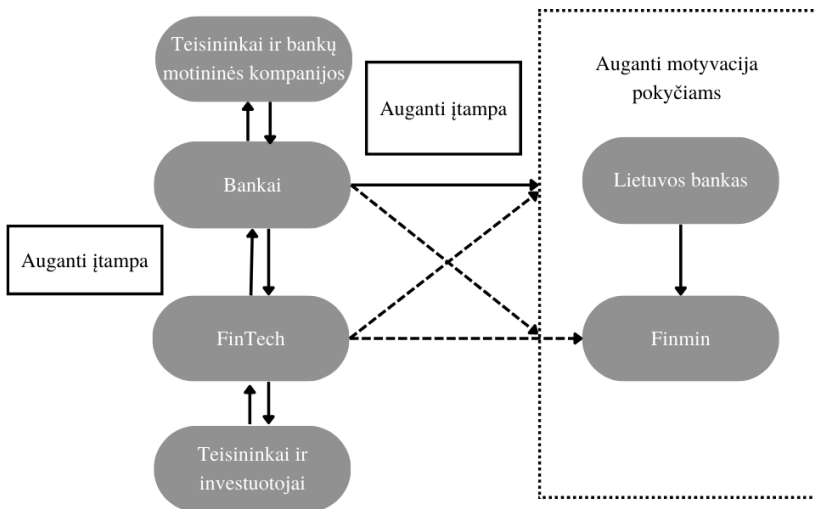 Teisininkai ir bankų
motininės kompanijos
Auganti įtampa
Auganti motyvacija
pokyčiams
Bankai
Lietuvos bankas
Auganti įtampa
FinTech
Finmin
Teisininkai ir
investuotojai